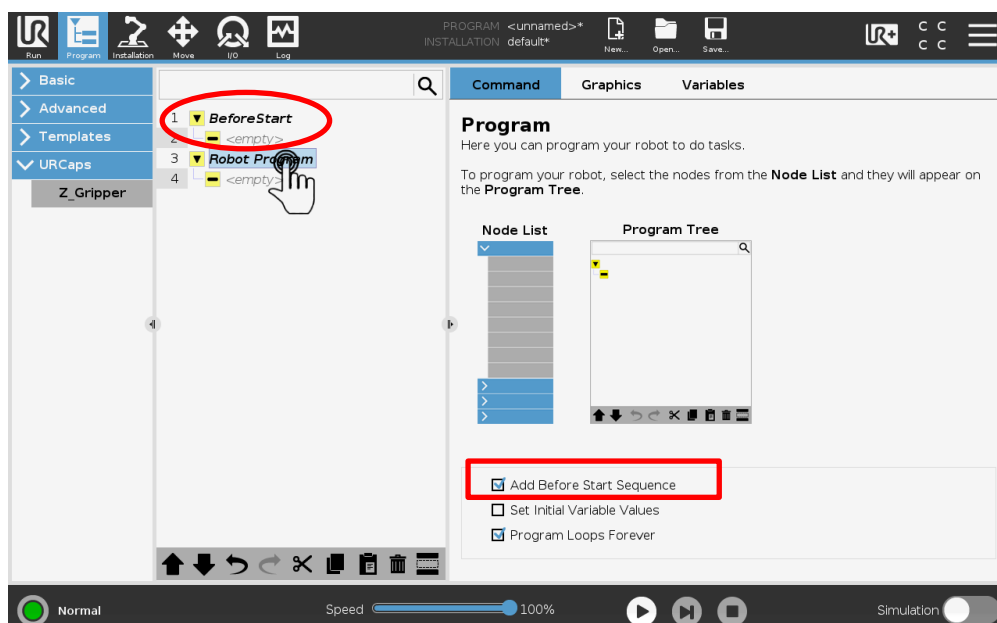 PROGRAM <unnamed>*
INSTALLATION default*
UR
Run
Program
Installation
Move
I/O
Log
New...
Open...
Save...
UR+
C C
C C
Basic
Advanced
Templates
URCaps
Z_Gripper
1 BeforeStart
2 <empty>
3 Robot Program
4 <empty>
Command
Graphics
Variables
Program
Here you can program your robot to do tasks.
To program your robot, select the nodes from the Node List and they will appear on
the Program Tree.
Node List
Program Tree
Add Before Start Sequence
Set Initial Variable Values
Program Loops Forever
Normal
Speed
100%
Simulation